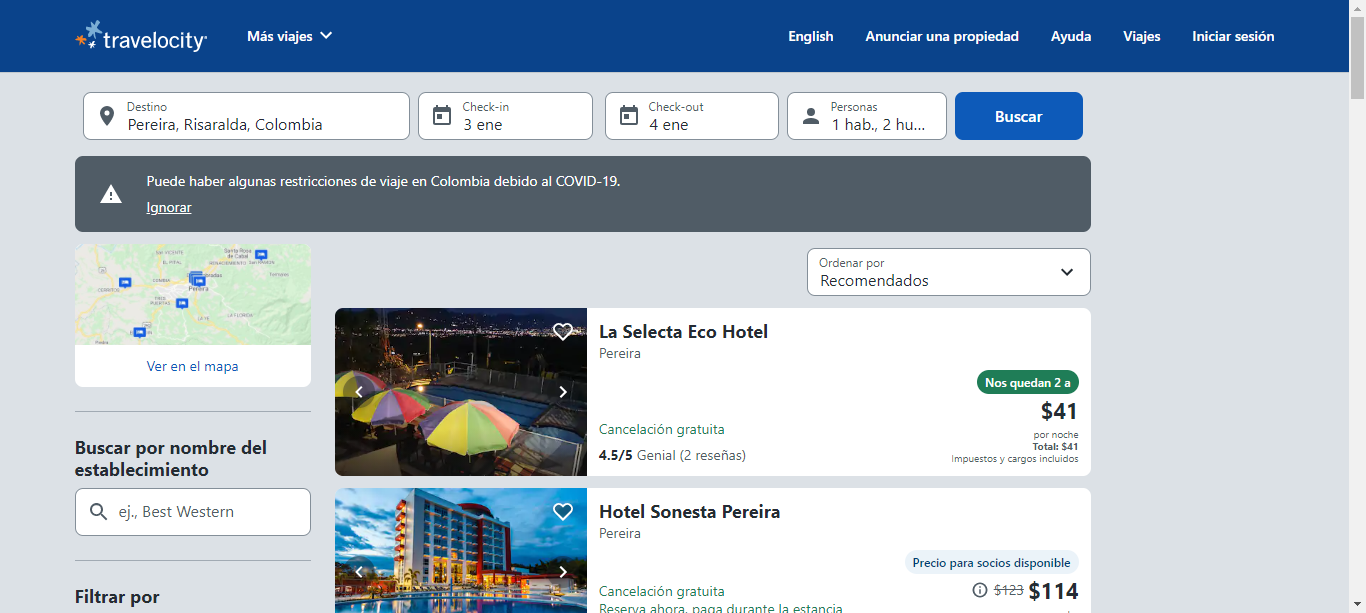 travelocity
Más viajes
English
Anunciar una propiedad
Ayuda
Viajes
Iniciar sesión
Destino
Pereira, Risaralda, Colombia
Check-in
3 ene
Check-out
4 ene
Personas
1 hab., 2 hu...
Buscar
Puede haber algunas restricciones de viaje en Colombia debido al COVID-19.
Ignorar
Pereira
Ver en el mapa
Ordenar por
Recomendados
La Selecta Eco Hotel
Pereira
Nos quedan 2 a
$41
por noche
Total: $41
Impuestos y cargos incluidos
Cancelación gratuita
4.5/5 Genial (2 reseñas)
Buscar por nombre del
establecimiento
ej., Best Western
Hotel Sonesta Pereira
Pereira
Precio para socios disponible
$123 $114
Cancelación gratuita
Reserva ahora, paga durante la estancia
Filtrar por